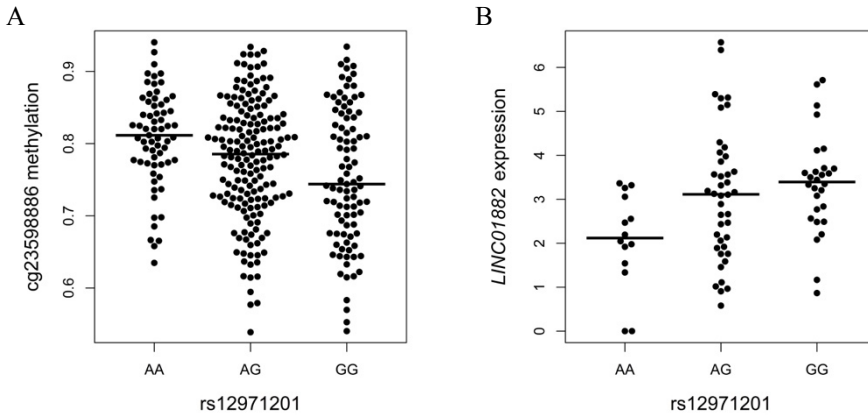 A
cg23598886 methylation
0.9
0.8
0.7
0.6
AA AG GG
rs12971201
B
LINC01882 expression
6
5
4
3
2
1
0
AA AG GG
rs12971201